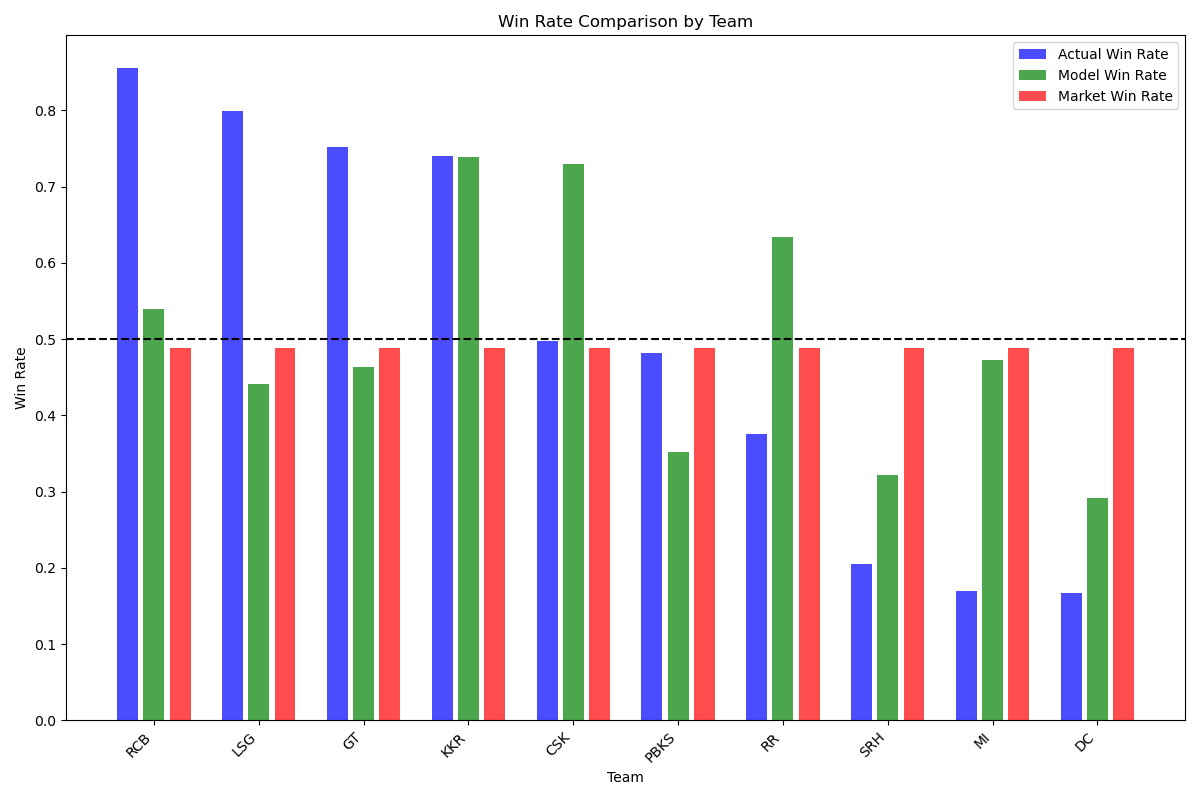 Win Rate Comparison by Team
Actual Win Rate
Model Win Rate
Market Win Rate
Win Rate
0.8
0.7
0.6
0.5
0.4
0.3
0.2
0.1
0.0
RCB
LSG
GT
KKR
CSK
PBKS
RR
SRH
MI
DC
Team